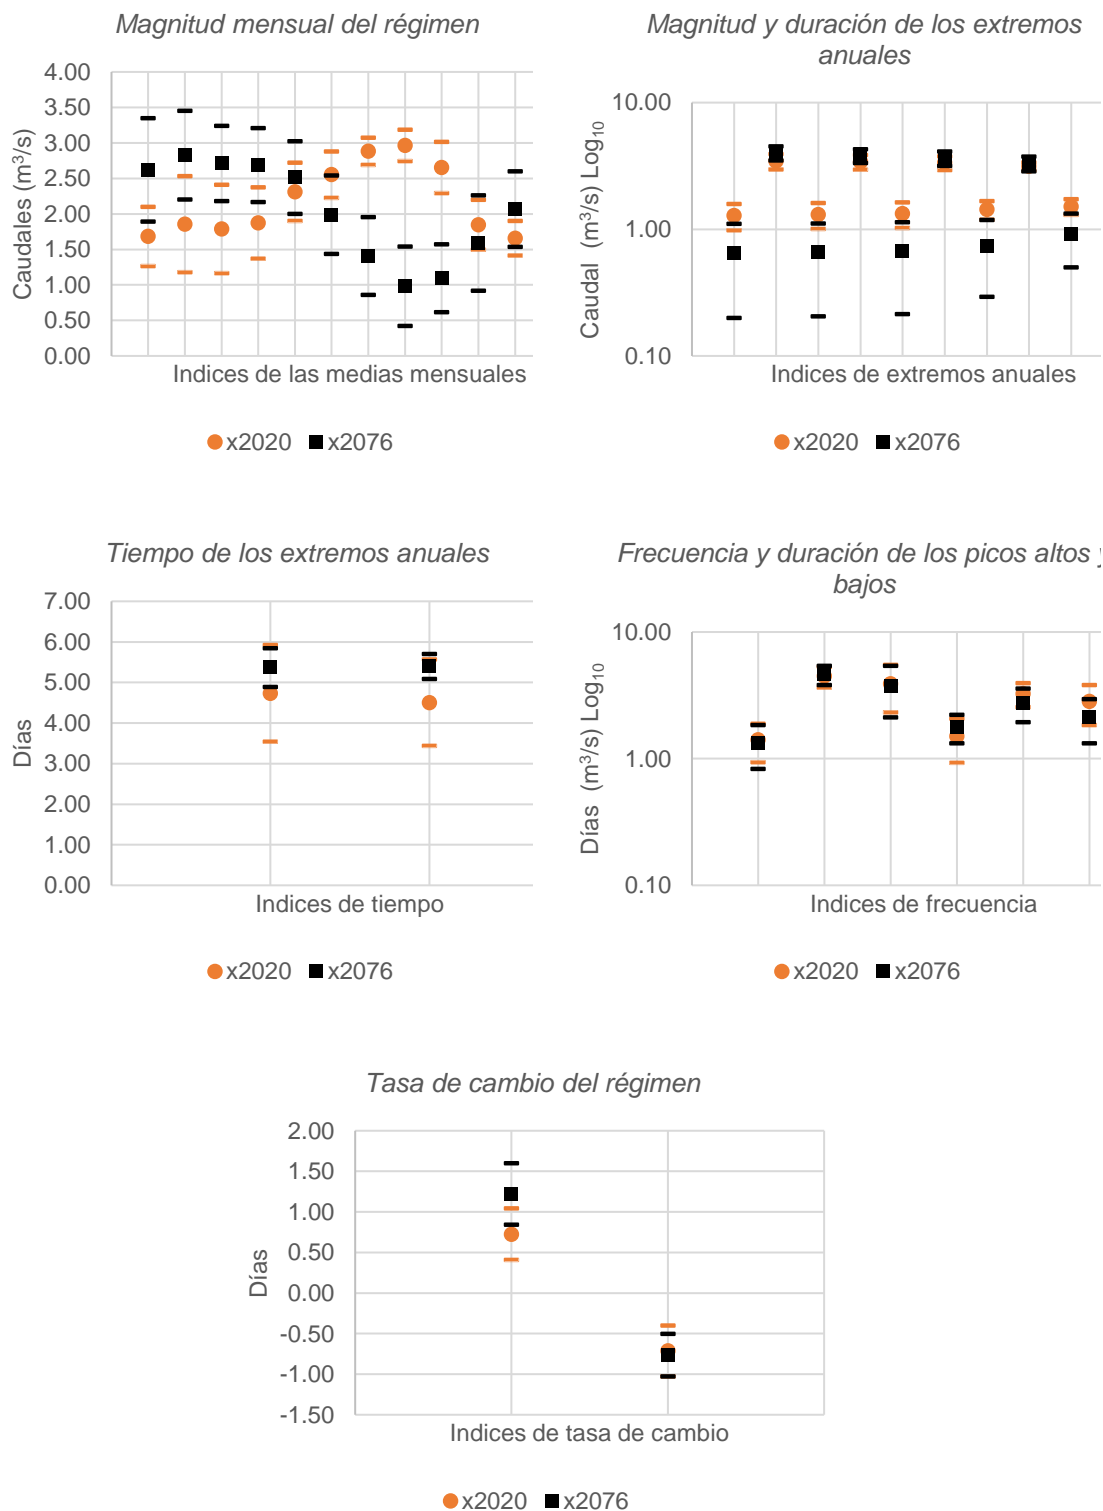 Magnitud mensual del régimen
4.00
3.50
3.00
2.50
2.00
1.50
1.00
0.50
0.00
Caudales (m³/s)
Indices de las medias mensuales
x2020 x2076
Magnitud y duración de los extremos
anuales
10.00
1.00
0.10
Caudal (m³/s) Log₁₀
Indices de extremos anuales
x2020 x2076
Tiempo de los extremos anuales
7.00
6.00
5.00
4.00
3.00
2.00
1.00
0.00
Días
Indices de tiempo
x2020 x2076
Frecuencia y duración de los picos altos y
bajos
10.00
1.00
0.10
Días (m³/s) Log₁₀
Indices de frecuencia
x2020 x2076
Tasa de cambio del régimen
2.00
1.50
1.00
0.50
0.00
-0.50
-1.00
-1.50
Días
Indices de tasa de cambio
x2020 x2076